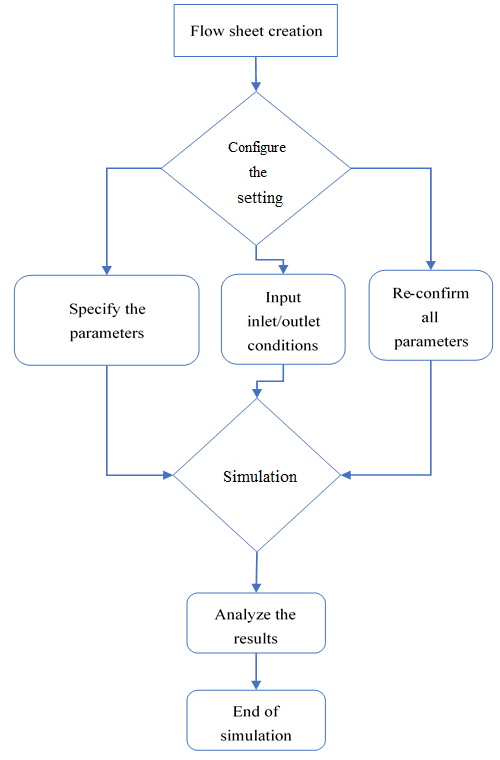 Flow sheet creation
Configure
the
setting
Specify the
parameters
Input
inlet/outlet
conditions
Re-confirm
all
parameters
Simulation
Analyze the
results
End of
simulation